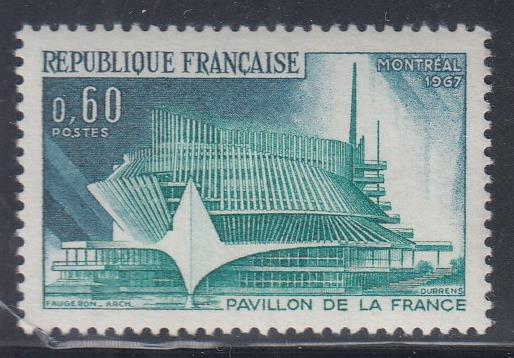 REPUBLIQUE FRANÇAISE
MONTRÉAL
1967
0,60
POSTES
DURRENS
FAUGERON _ ARCH.
PAVILLON DE LA FRANCE